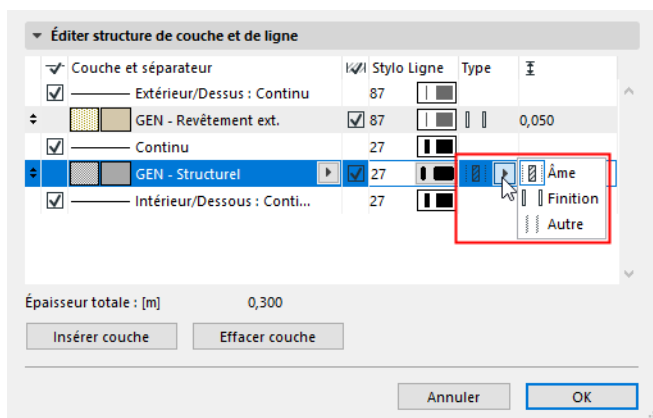 Éditer structure de couche et de ligne
Couche et séparateur Stylo Ligne Type
Extérieur/Dessus : Continu 87
GEN - Revêtement ext. 87 0,050
Continu 27
GEN - Structurel 27 Âme
Intérieur/Dessous : Conti... 27 Finition
Autre
Épaisseur totale : [m] 0,300
Insérer couche Effacer couche
Annuler OK